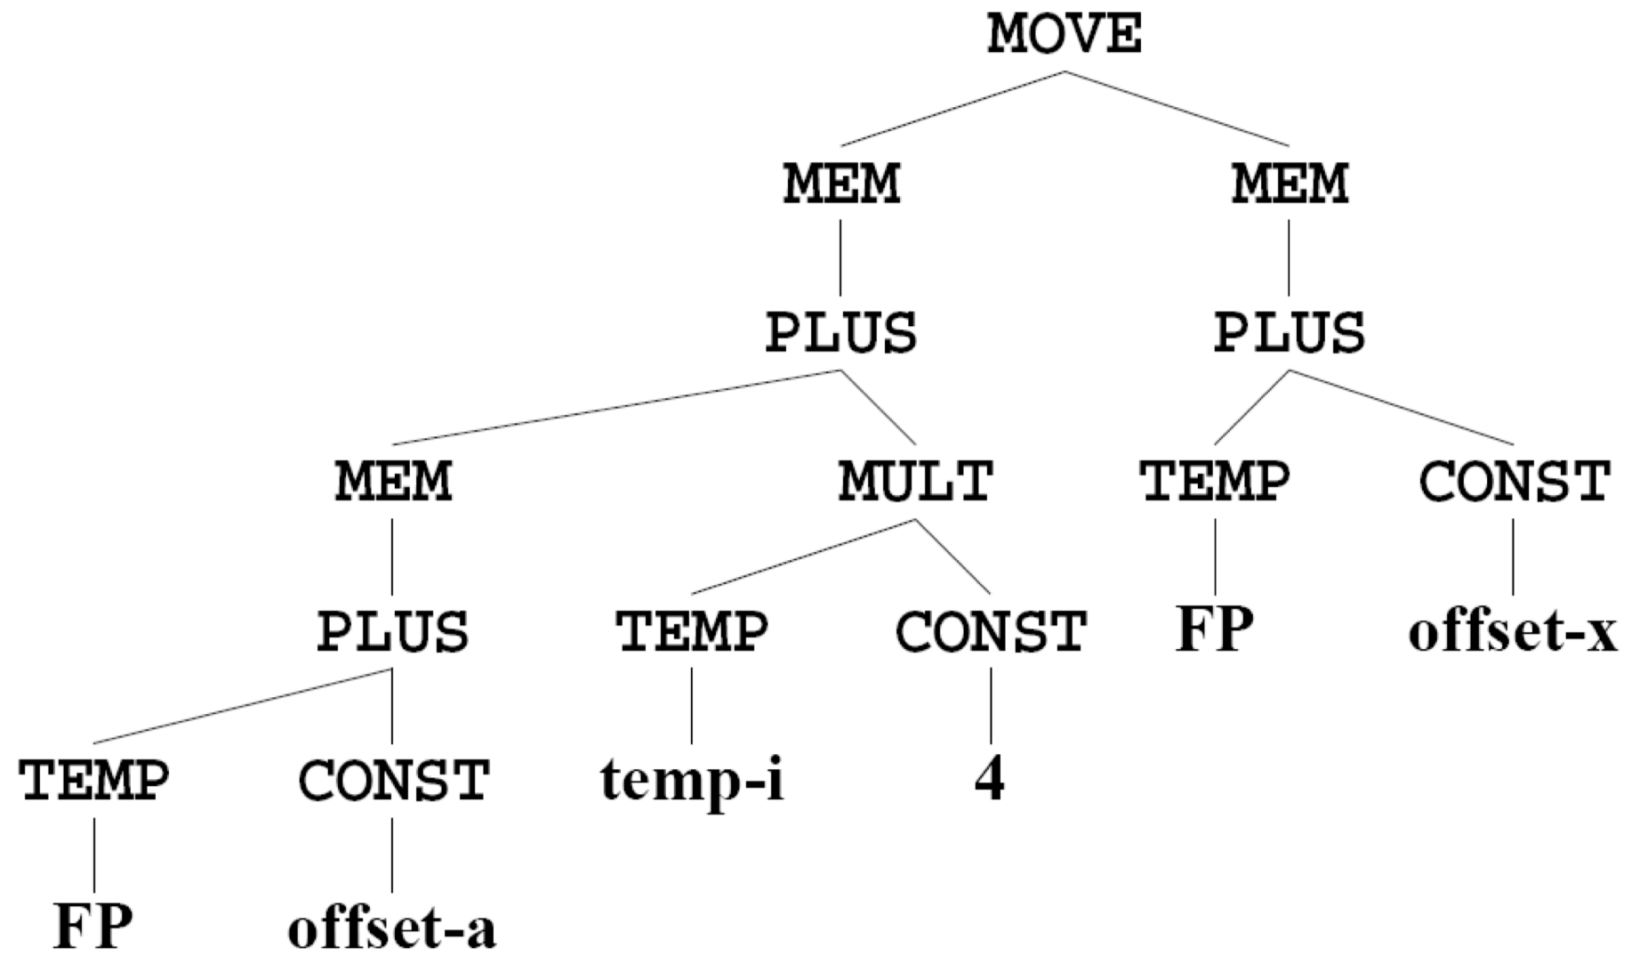 MOVE
MEM MEM
PLUS PLUS
MEM MULT TEMP CONST
PLUS TEMP CONST FP offset-x
TEMP CONST temp-i 4
FP offset-a